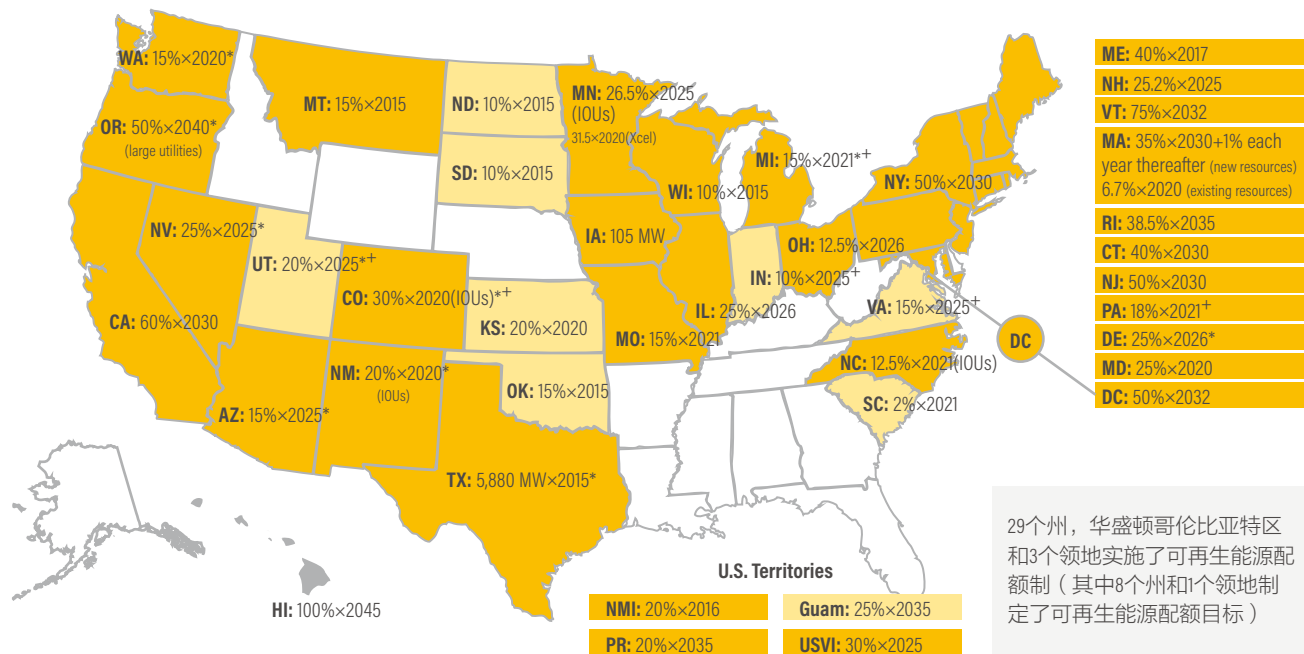 WA: 15%×2020*
MT: 15%×2015
ND: 10%×2015
MN: 26.5%×2025
(IOUs)
31.5×2020(Xcel)
OR: 50%×2040*
(large utilities)
SD: 10%×2015
MI: 15%×2021*+
WI: 10%×2015
NY: 50%×2030
NV: 25%×2025*
IA: 105 MW
OH: 12.5%×2026
UT: 20%×2025*+
IN: 10%×2025+
CO: 30%×2020(IOUs)*+
CA: 60%×2030
KS: 20%×2020
MO: 15%×2021
IL: 25%×2026
VA: 15%×2025+
DC
NM: 20%×2020*
(IOUs)
NC: 12.5%×2021(IOUs)
OK: 15%×2015
AZ: 15%×2025*
SC: 2%×2021
TX: 5,880 MW×2015*
HI: 100%×2045
ME: 40%×2017
NH: 25.2%×2025
VT: 75%×2032
MA: 35%×2030+1% each
year thereafter (new resources)
6.7%×2020 (existing resources)
RI: 38.5%×2035
CT: 40%×2030
NJ: 50%×2030
PA: 18%×2021+
DE: 25%×2026*
MD: 25%×2020
DC: 50%×2032
U.S. Territories
NMI: 20%×2016
Guam: 25%×2035
PR: 20%×2035
USVI: 30%×2025
29个州，华盛顿哥伦比亚特区
和3个领地实施了可再生能源配
额制（其中8个州和1个领地制
定了可再生能源配额目标）